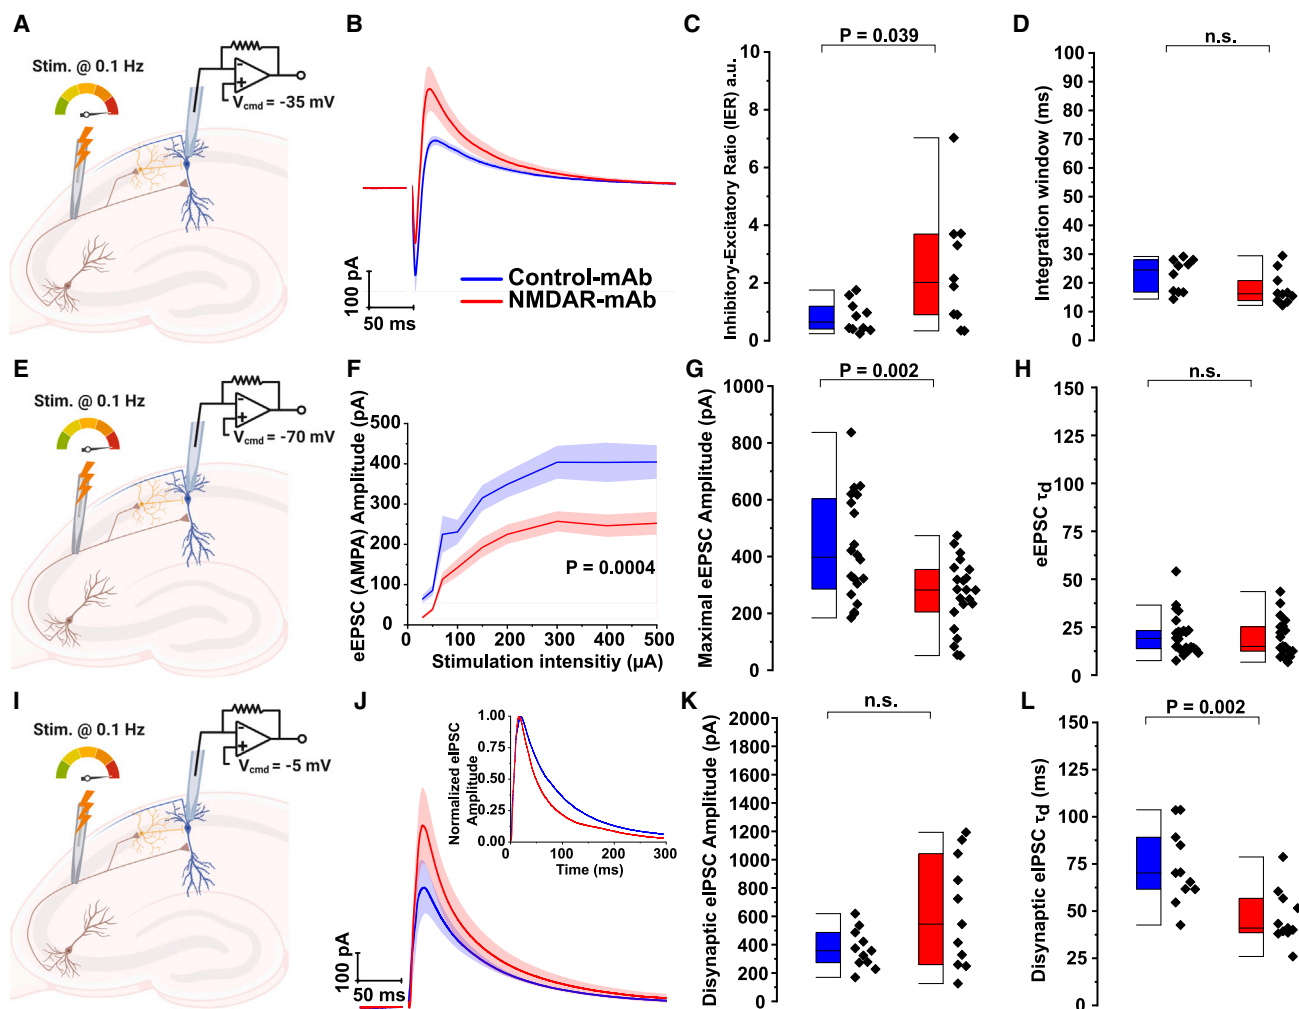 A
Stim. @ 0.1 Hz
Vcmd = -35 mV
B
100 pA
50 ms
Control-mAb
NMDAR-mAb
C
P = 0.039
Inhibitory-Excitatory Ratio (IER) a.u.
10
8
6
4
2
0
D
n.s.
Integration window (ms)
100
90
80
70
60
50
40
30
20
10
0
E
Stim. @ 0.1 Hz
Vcmd = -70 mV
F
eEPSC (AMPA) Amplitude (pA)
500
400
300
250
200
100
0
P = 0.0004
0
100
200
300
400
500
Stimulation intensitiy (µA)
G
P = 0.002
Maximal eEPSC Amplitude (pA)
1000
800
600
400
200
0
H
n.s.
eEPSC τd
150
125
100
75
50
25
0
I
Stim. @ 0.1 Hz
Vcmd = -5 mV
J
Normalized eIPSC
Amplitude
1.00
0.75
0.50
0.25
0.00
0
100
200
300
Time (ms)
100 pA
50 ms
K
n.s.
Disynaptic eIPSC Amplitude (pA)
2000
1800
1600
1400
1200
1000
800
600
400
200
0
L
P = 0.002
Disynaptic eIPSC τd (ms)
150
125
100
75
50
25
0